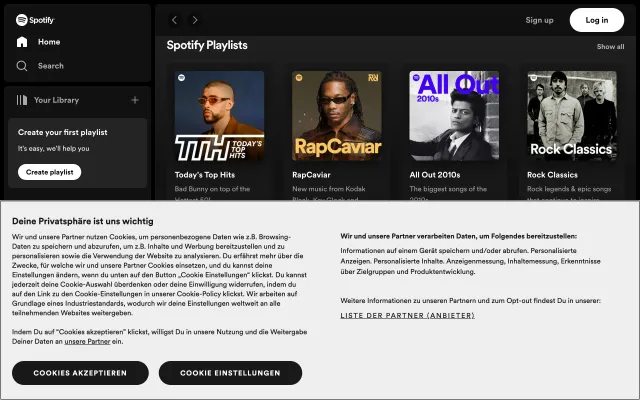 Spotify
Home
Search
Your Library
Create your first playlist
It's easy, we'll help you
Create playlist
Sign up
Log in
Spotify Playlists
Show all
TTH TODAY'S
TOP
HITS
RapCaviar
All Out
2010s
Rock Classics
Today's Top Hits
Bad Bunny on top of the
Hottest 50!
RapCaviar
New music from Kodak
Black,
All Out 2010s
The biggest songs of the
2010s.
Rock Classics
Rock legends & epic songs
that continue to inspire
Deine Privatsphäre ist uns wichtig
Wir und unsere Partner nutzen Cookies, um personenbezogene Daten wie z.B. Browsing-
Daten zu speichern und abzurufen, um z.B. Inhalte und Werbung bereitzustellen und zu
personalisieren sowie die Verwendung der Website zu analysieren. Du erfährst mehr über die
Zwecke, für welche wir und unsere Partner Cookies einsetzen, und du kannst deine
Einstellungen ändern, wenn du unten auf den Button „Cookie Einstellungen“ klickst. Du kannst
jederzeit deine Cookie-Auswahl überdenken oder deine Einwilligung widerrufen, indem du
auf den Link zu den Cookie-Einstellungen in unserer Cookie-Policy klickst. Wir arbeiten auf
Grundlage eines Industriestandards, wodurch wir deine Einstellungen weltweit an alle
teilnehmenden Websites weitergeben.
Indem Du auf “Cookies akzeptieren” klickst, willigst Du in unsere Nutzung und die Weitergabe
Deiner Daten an unsere Partner ein.
COOKIES AKZEPTIEREN
COOKIE EINSTELLUNGEN
Wir und unsere Partner verarbeiten Daten, um Folgendes bereitzustellen:
Informationen auf einem Gerät speichern und/oder abrufen. Personalisierte
Anzeigen. Personalisierte Inhalte. Anzeigenmessung, Inhaltemessung, Erkenntnisse
über Zielgruppen und Produktentwicklung.
Weitere Informationen zu unseren Partnern und zum Opt-out findest Du in unserer:
LISTE DER PARTNER (ANBIETER)